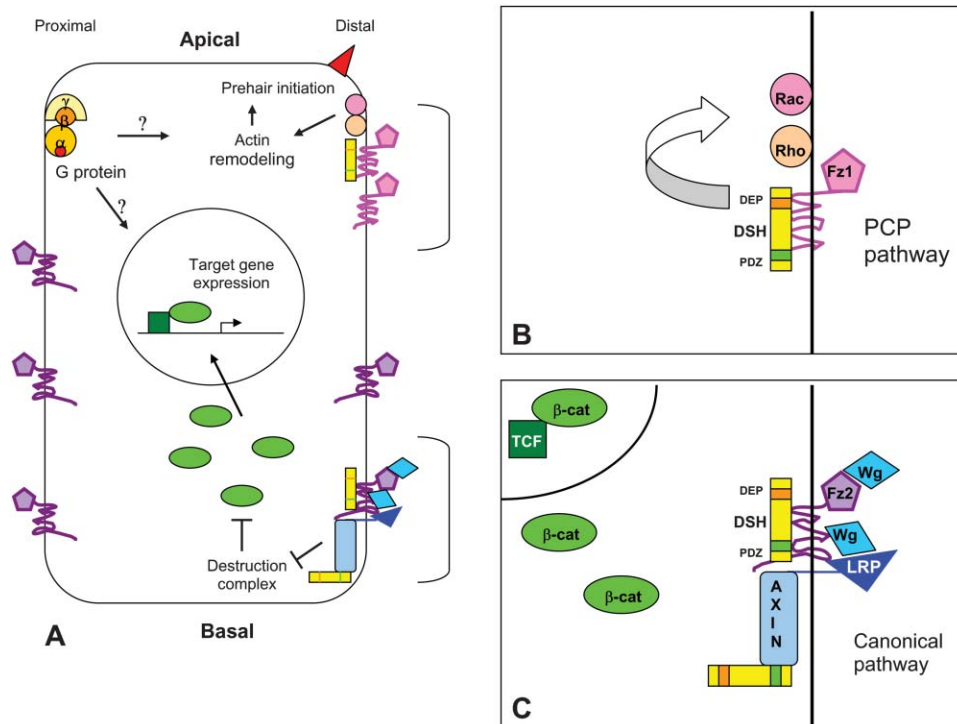 Proximal
Distal
Apical
Prehair initiation
γ
β
α
?
Actin
remodeling
G protein
?
Target gene
expression
Destruction
complex
A
Basal
Rac
Rho
Fz1
DEP
DSH
PDZ
PCP
pathway
B
β-cat
TCF
Wg
DEP
Fz2
DSH
Wg
β-cat
PDZ
LRP
β-cat
A
X
I
N
Canonical
pathway
C